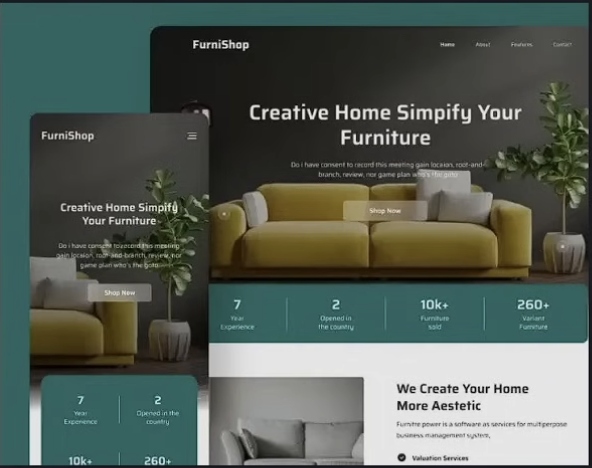 FurniShop
Home
About
Features
Contact
Creative Home Simpify Your
Furniture
Do i have consent to record this meeting gain locaion, root-and-
branch, review, nor game plan who's the goto
Shop Now
7
Year
Experience
2
Opened in
the country
10k+
Furniture
sold
260+
Variant
Furniture
We Create Your Home
More Aestetic
Furnitre power is a software as services for multipurpose
business management system,
Valuation Services
FurniShop
Creative Home Simpify
Your Furniture
Do i have consent to record this meeting
gain locaion, root-and-branch, review, nor
game plan who's the goto
Shop Now
7
Year
Experience
2
Opened in the
country
10k+
260+